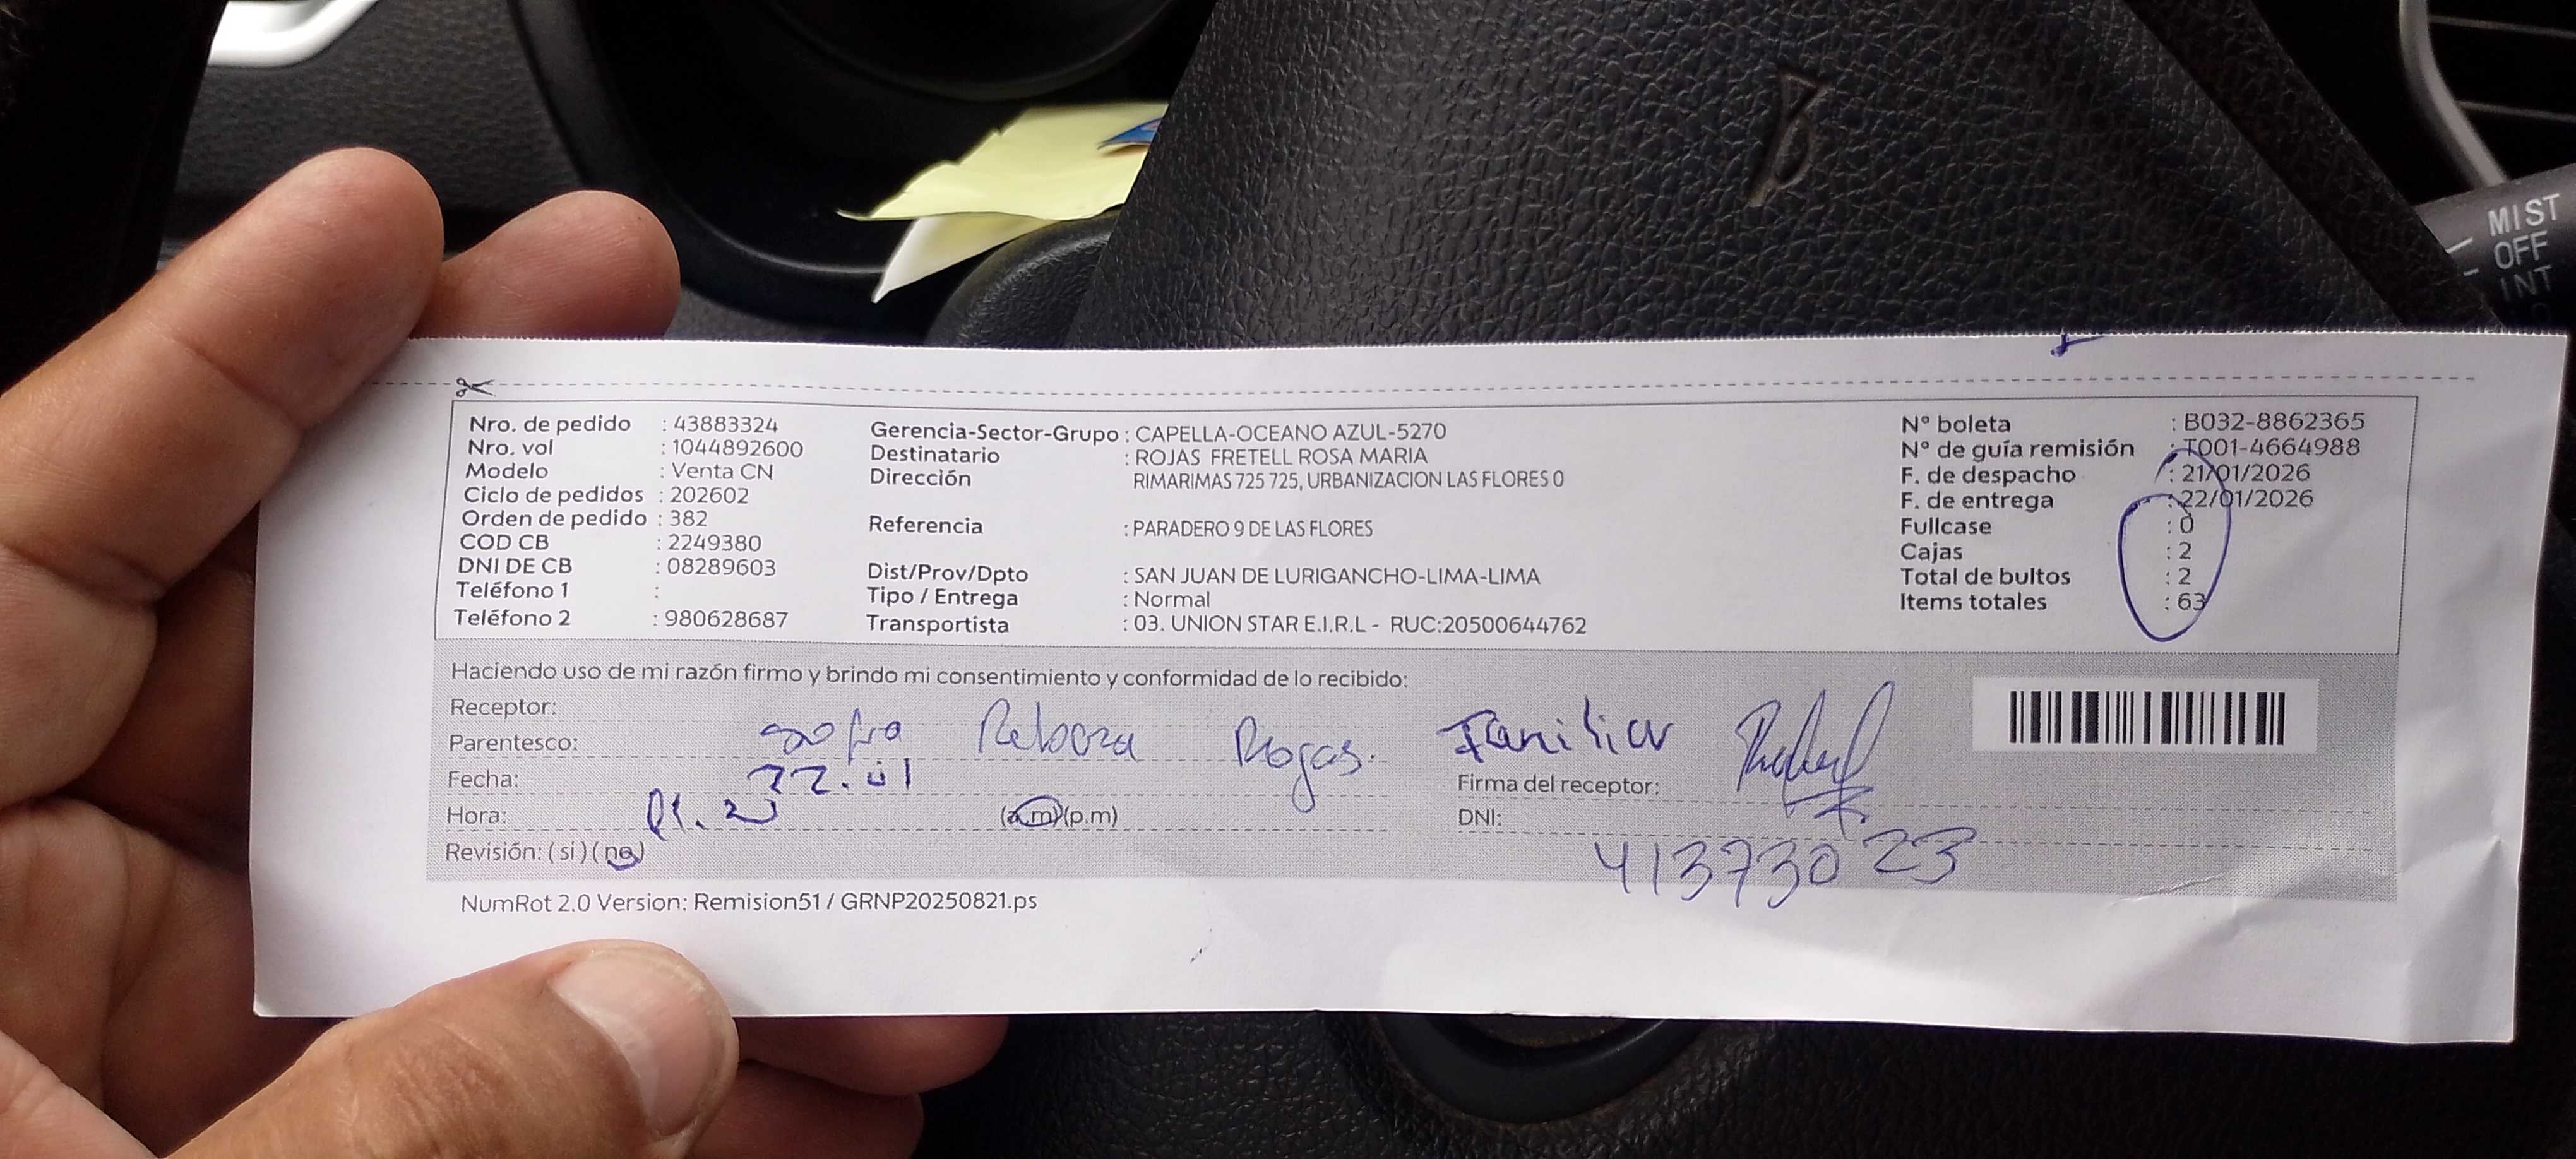 MIST
OFF
INT
Nro. de pedido : 43883324
Nro. vol : 1044892600
Modelo : Venta CN
Ciclo de pedidos : 202602
Orden de pedido : 382
COD CB : 2249380
DNI DE CB : 08289603
Teléfono 1 :
Teléfono 2 : 980628687
Gerencia-Sector-Grupo : CAPELLA-OCEANO AZUL-5270
Destinatario : ROJAS FRETELL ROSA MARIA
Dirección RIMARIMAS 725 725, URBANIZACION LAS FLORES 0
Referencia : PARADERO 9 DE LAS FLORES
Dist/Prov/Dpto : SAN JUAN DE LURIGANCHO-LIMA-LIMA
Tipo / Entrega : Normal
Transportista : 03. UNION STAR E.I.R.L - RUC:20500644762
N° boleta : B032-8862365
N° de guía remisión : T001-4664988
F. de despacho : 21/01/2026
F. de entrega : 22/01/2026
Fullcase : 0
Cajas : 2
Total de bultos : 2
Items totales : 63
Haciendo uso de mi razón firmo y brindo mi consentimiento y conformidad de lo recibido:
Receptor:
Parentesco: Rojas. Familiar
Fecha: 22.01
Hora: (a.m)(p.m)
Revisión: (si) (no)
Firma del receptor:
DNI: 41373023
NumRot 2.0 Version: Remision51 / GRNP20250821.ps